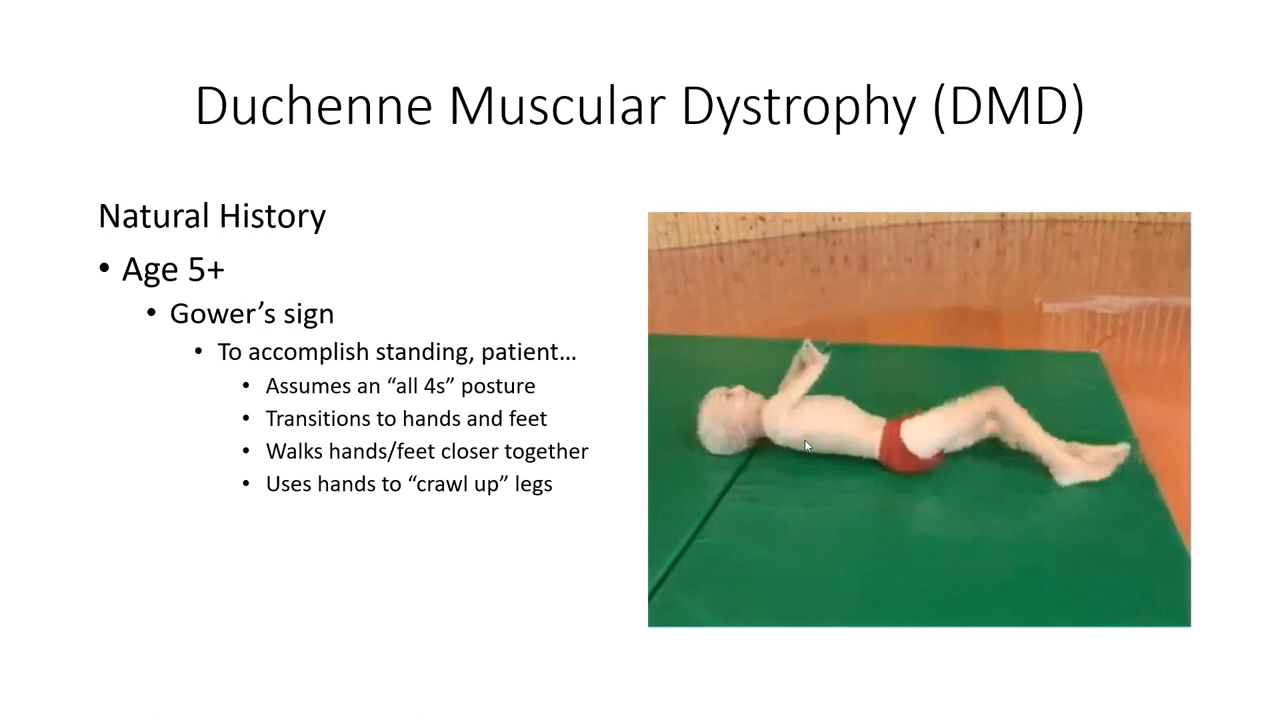 Duchenne Muscular Dystrophy (DMD)
Natural History
• Age 5+
• Gower’s sign
• To accomplish standing, patient…
• Assumes an “all 4s” posture
• Transitions to hands and feet
• Walks hands/feet closer together
• Uses hands to “crawl up” legs